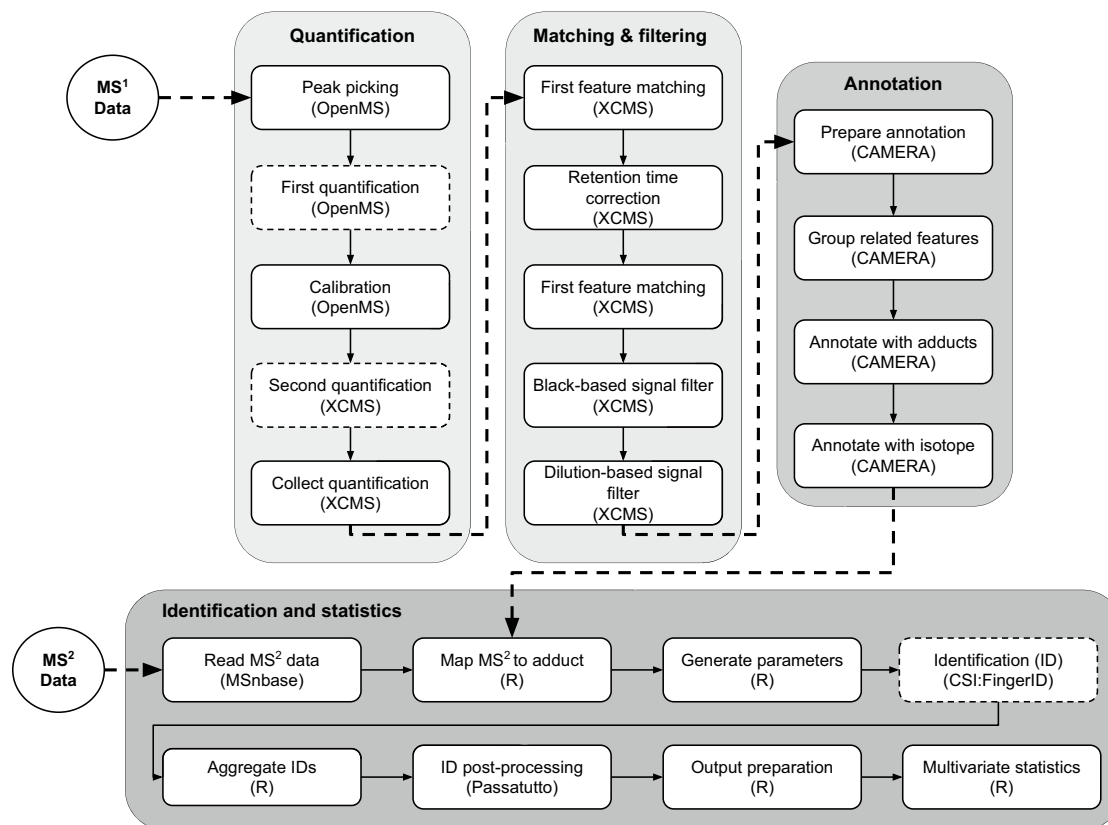 Quantification
MS¹
Data
Peak picking
(OpenMS)
First quantification
(OpenMS)
Calibration
(OpenMS)
Second quantification
(XCMS)
Collect quantification
(XCMS)
Matching & filtering
First feature matching
(XCMS)
Retention time
correction
(XCMS)
First feature matching
(XCMS)
Black-based signal filter
(XCMS)
Dilution-based signal
filter
(XCMS)
Annotation
Prepare annotation
(CAMERA)
Group related features
(CAMERA)
Annotate with adducts
(CAMERA)
Annotate with isotope
(CAMERA)
Identification and statistics
MS²
Data
Read MS² data
(MSnbase)
Map MS² to adduct
(R)
Generate parameters
(R)
Identification (ID)
(CSI:FingerID)
Aggregate IDs
(R)
ID post-processing
(Passatutto)
Output preparation
(R)
Multivariate statistics
(R)